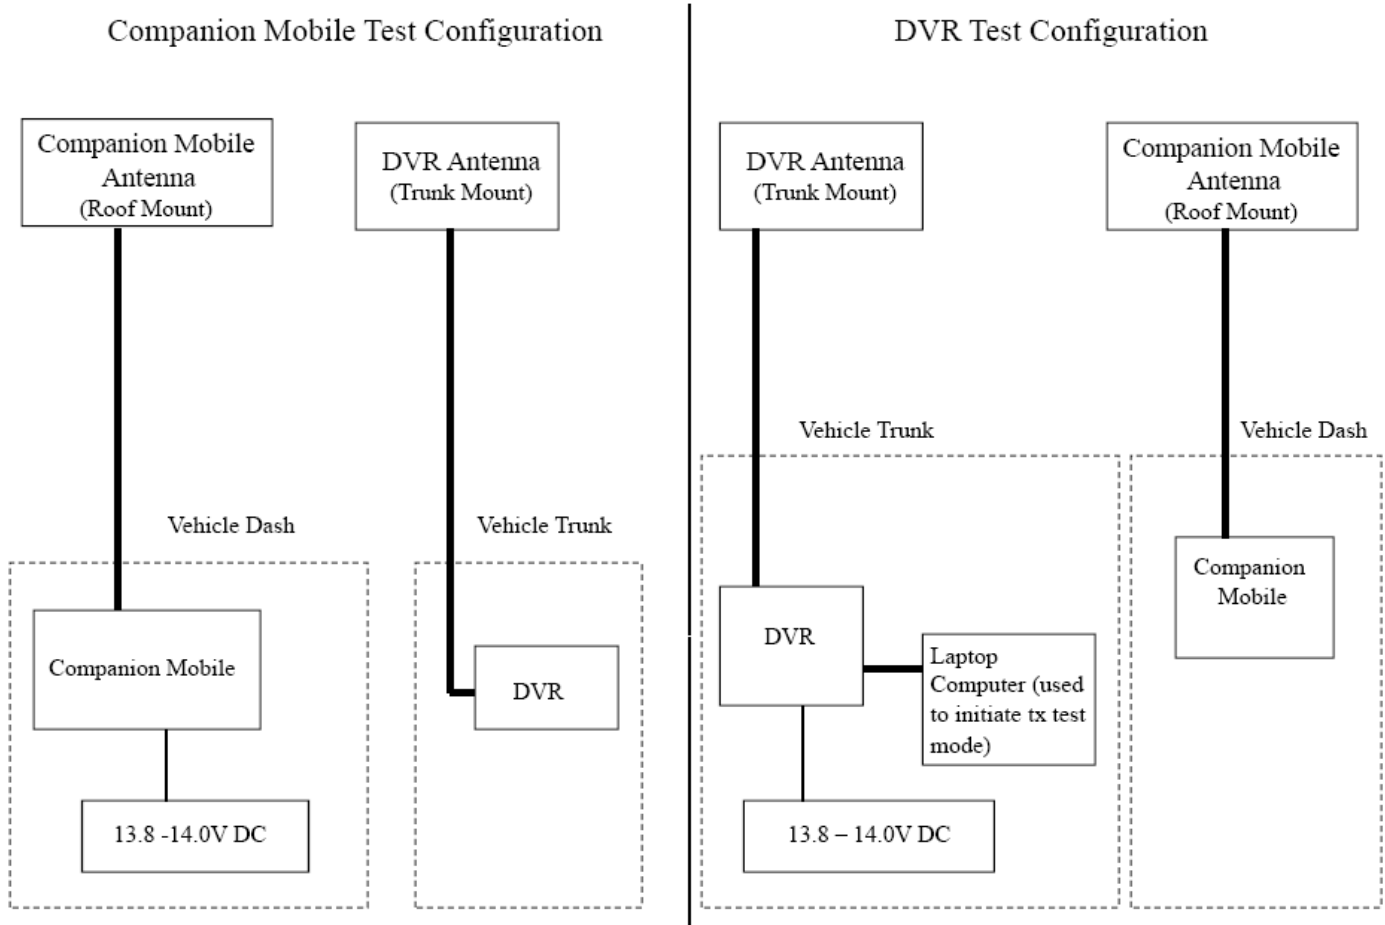 Companion Mobile Test Configuration
Companion Mobile
Antenna
(Roof Mount)
DVR Antenna
(Trunk Mount)
Vehicle Dash
Vehicle Trunk
Companion Mobile
DVR
13.8 -14.0V DC
DVR Test Configuration
DVR Antenna
(Trunk Mount)
Companion Mobile
Antenna
(Roof Mount)
Vehicle Trunk
Vehicle Dash
DVR
Laptop
Computer (used
to initiate tx test
mode)
Companion
Mobile
13.8 – 14.0V DC